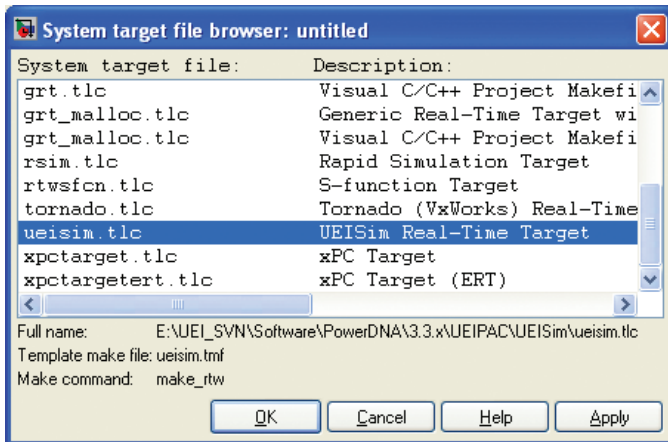 System target file browser: untitled
System target file: Description:
grt.tlc Visual C/C++ Project Makefi
grt_malloc.tlc Generic Real-Time Target wi
grt_malloc.tlc Visual C/C++ Project Makefi
rsim.tlc Rapid Simulation Target
rtwsfcn.tlc S-function Target
tornado.tlc Tornado (VxWorks) Real-Time
ueisim.tlc UEISim Real-Time Target
xpctarget.tlc xPC Target
xpctargetert.tlc xPC Target (ERT)
Full name: E:\UEI_SVN\Software\PowerDNA\3.3.x\UEIPAC\UEISim\ueisim.tlc
Template make file: ueisim.tmf
Make command: make_rtw
OK Cancel Help Apply